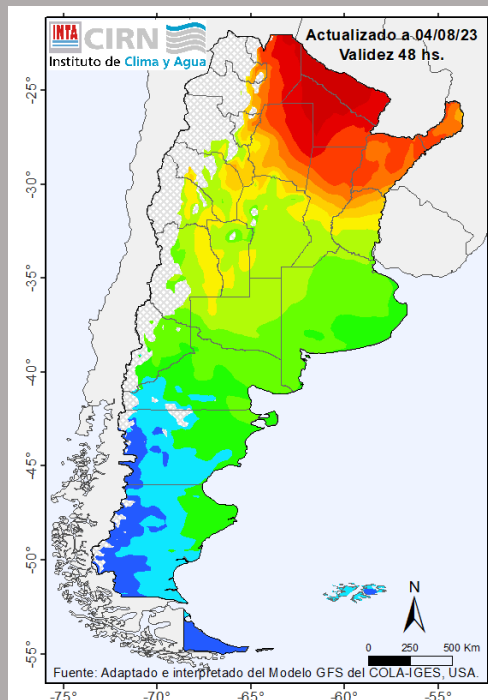 INTA CIRN
Instituto de Clima y Agua
Actualizado a 04/08/23
Validez 48 hs.
-25°
-30°
-35°
-40°
-45°
-50°
-55°
N
0 250 500 Km
Fuente: Adaptado e interpretado del Modelo GFS del COLA-IGES, USA.
-75° -70° -65° -60° -55°